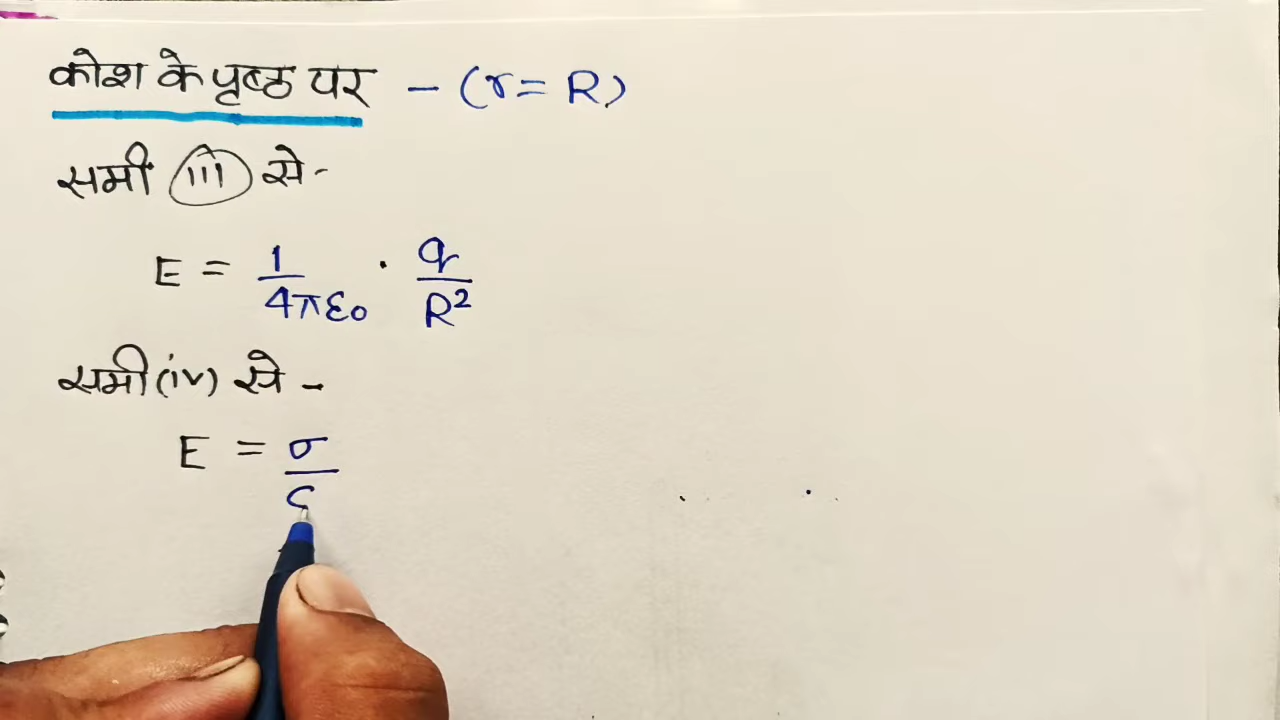 कोश के पृष्ठ पर - (r = R)
समी (iii) से -
E = 1/4πε₀ · q/R²
समी (iv) से -
E = σ/